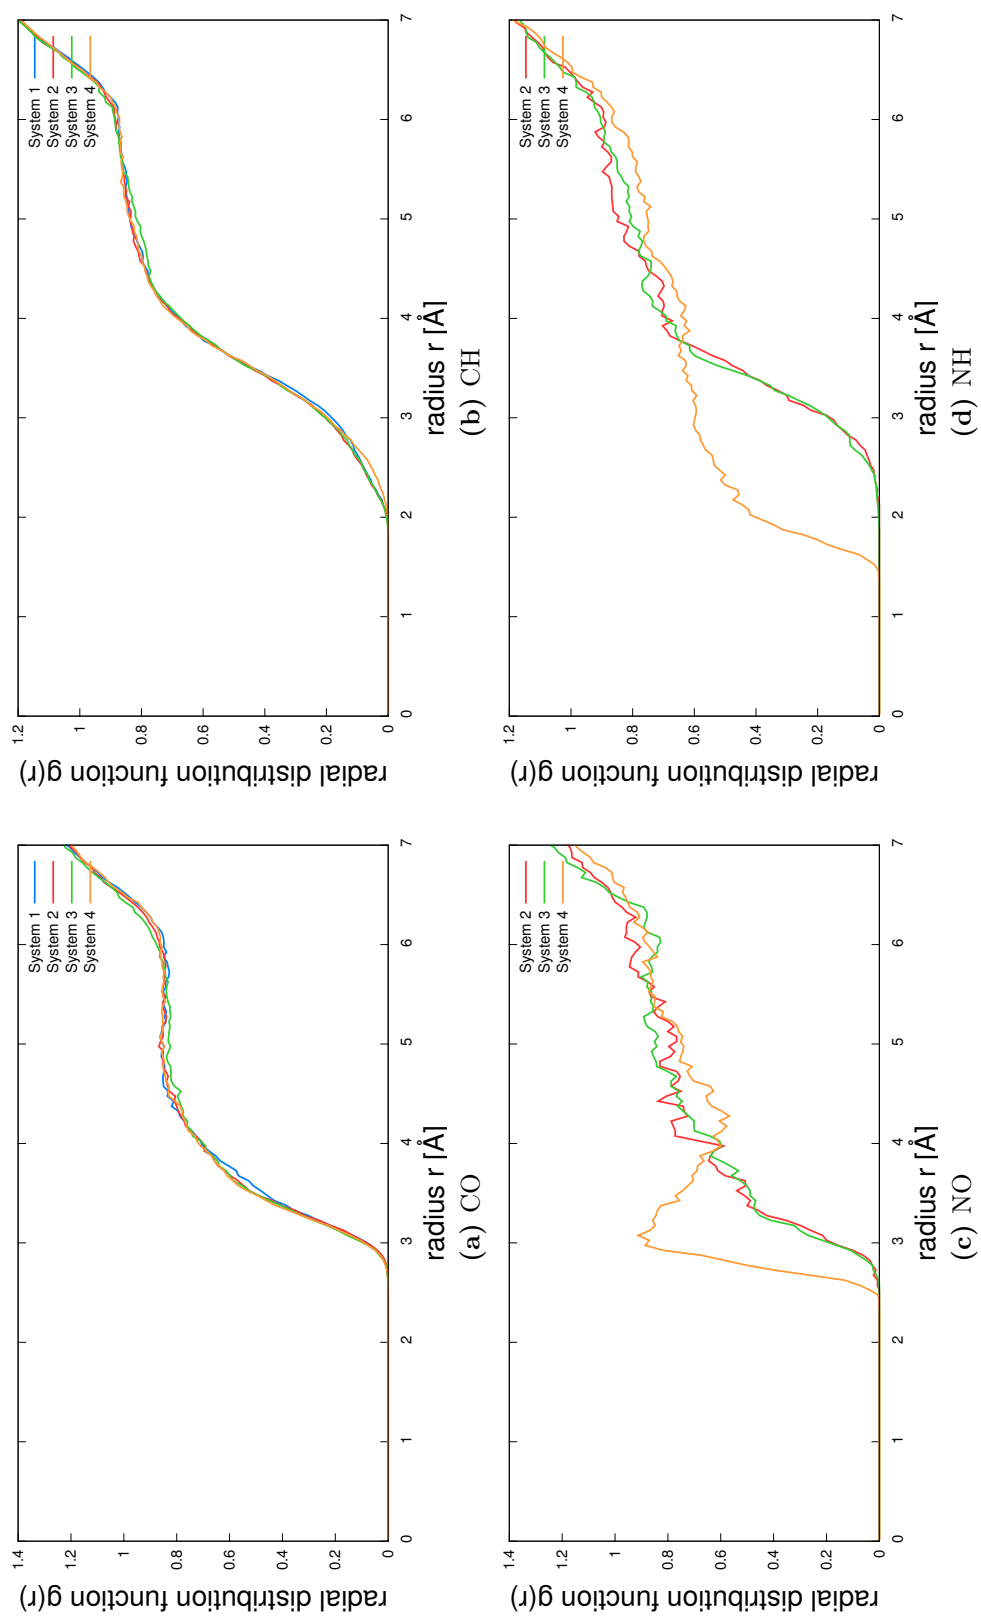 radial distribution function g(r)
1.4
1.2
1
0.8
0.6
0.4
0.2
0
0 1 2 3 4 5 6 7
radius r [Å]
System 1
System 2
System 3
System 4
(a) CO
radial distribution function g(r)
1.2
1
0.8
0.6
0.4
0.2
0
0 1 2 3 4 5 6 7
radius r [Å]
System 1
System 2
System 3
System 4
(b) CH
radial distribution function g(r)
1.4
1.2
1
0.8
0.6
0.4
0.2
0
0 1 2 3 4 5 6 7
radius r [Å]
System 2
System 3
System 4
(c) NO
radial distribution function g(r)
1.2
1
0.8
0.6
0.4
0.2
0
0 1 2 3 4 5 6 7
radius r [Å]
System 2
System 3
System 4
(d) NH